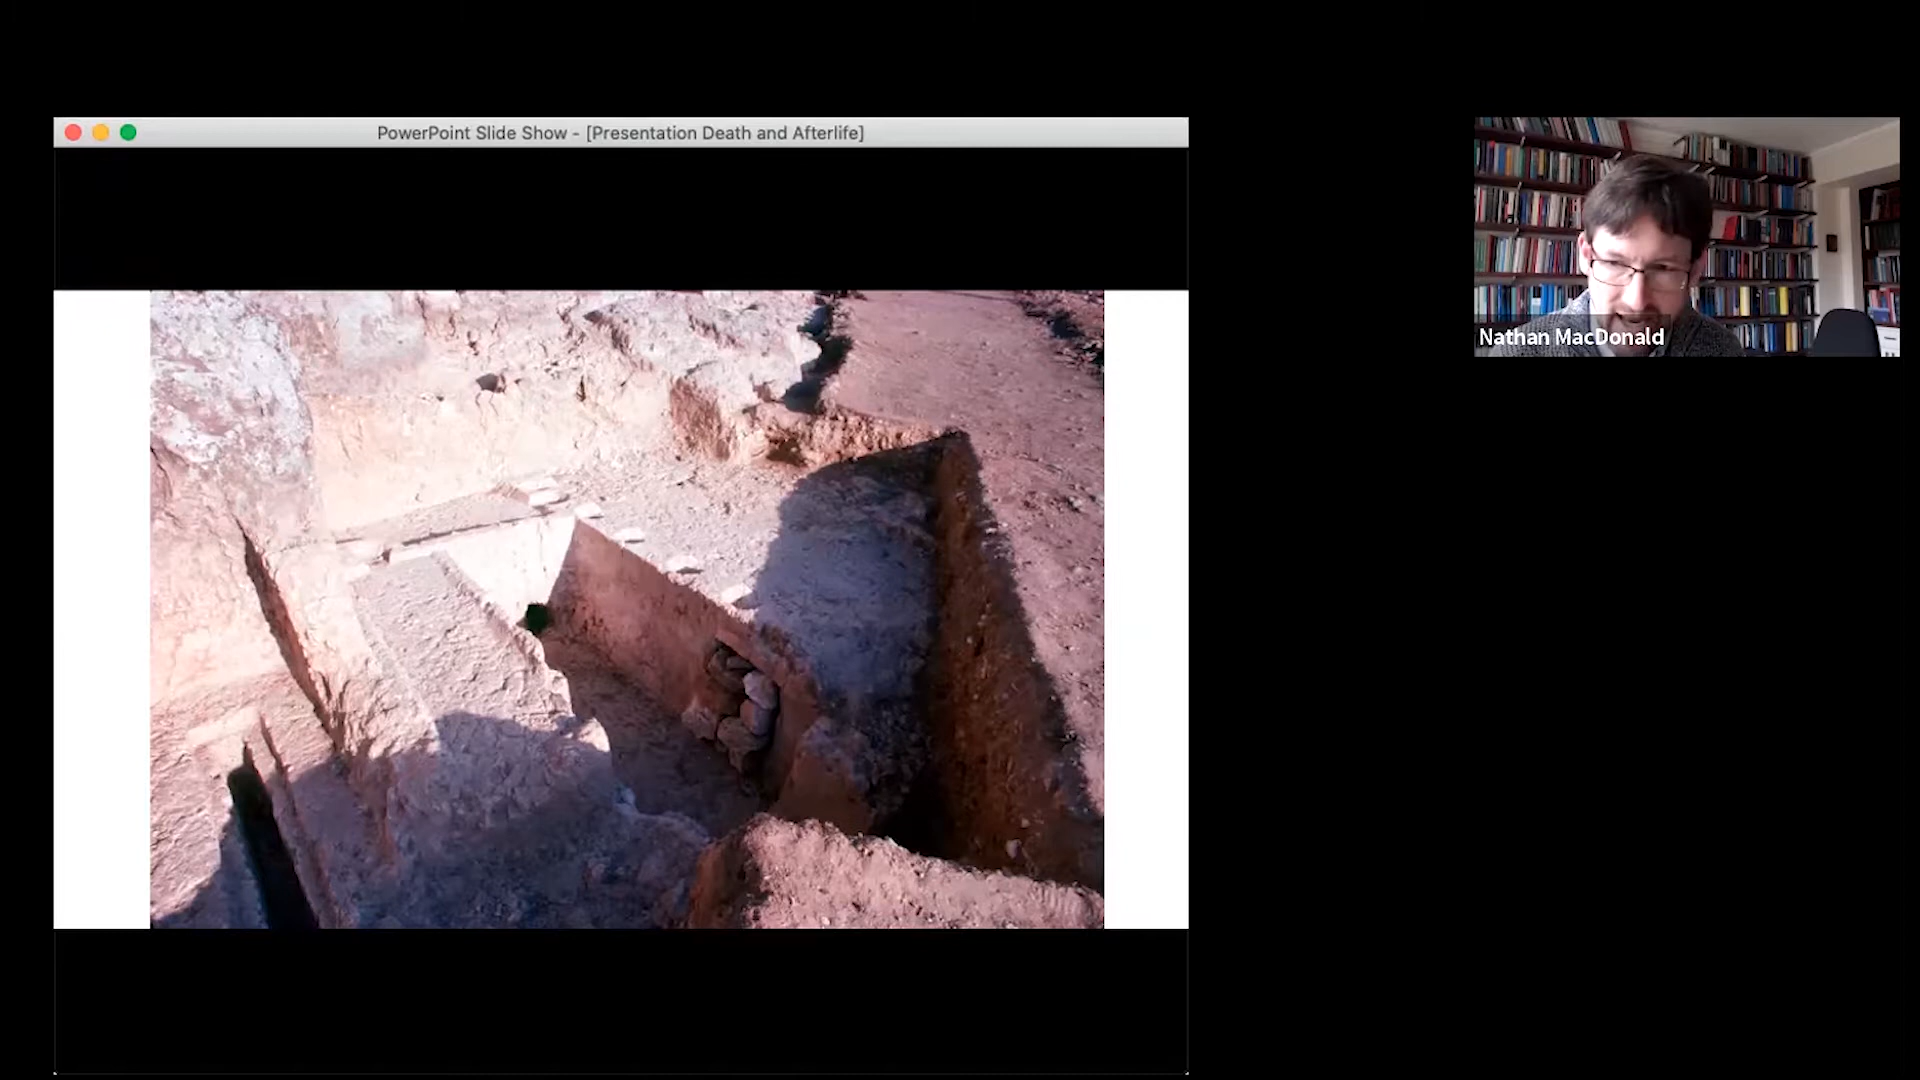 PowerPoint Slide Show - [Presentation Death and Afterlife]
Nathan MacDonald